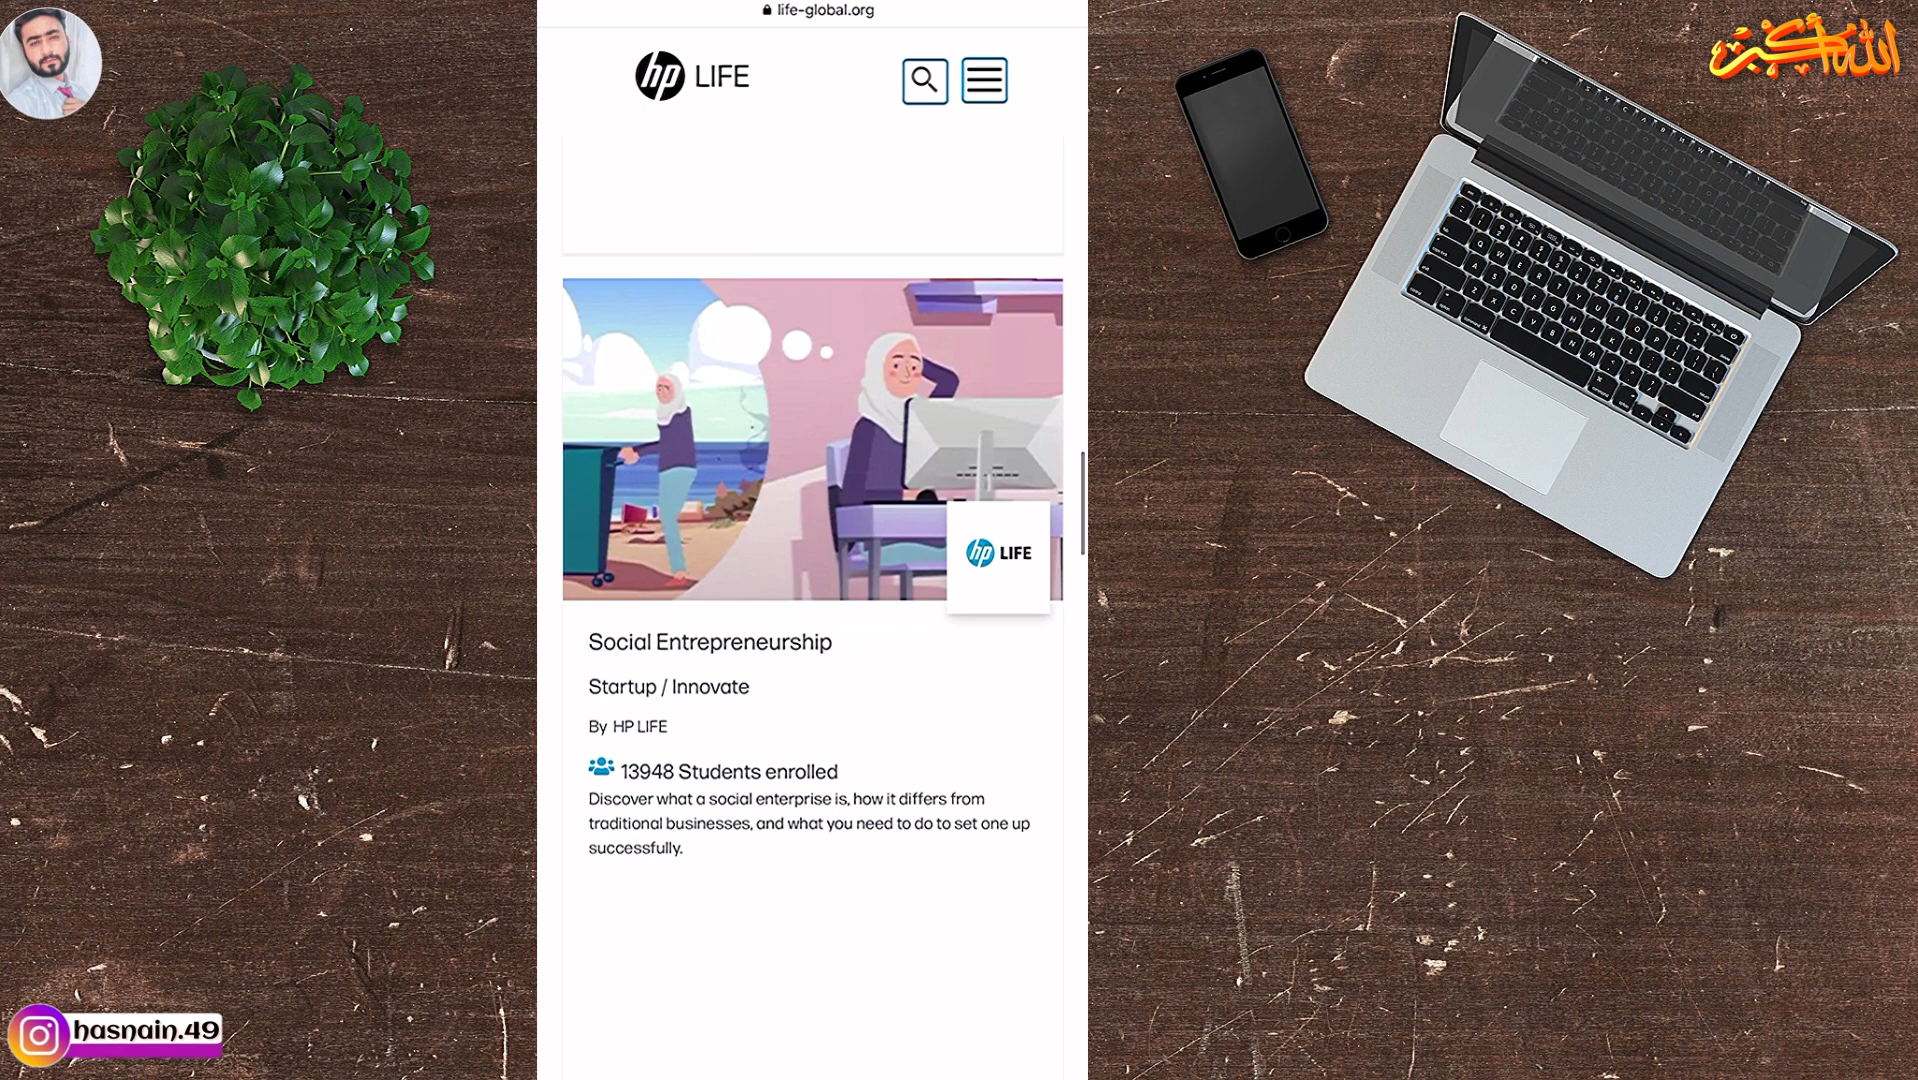 life-global.org
hp LIFE
الله أكبر
hp LIFE
Social Entrepreneurship
Startup / Innovate
By HP LIFE
13948 Students enrolled
Discover what a social enterprise is, how it differs from
traditional businesses, and what you need to do to set one up
successfully.
hasnain.49